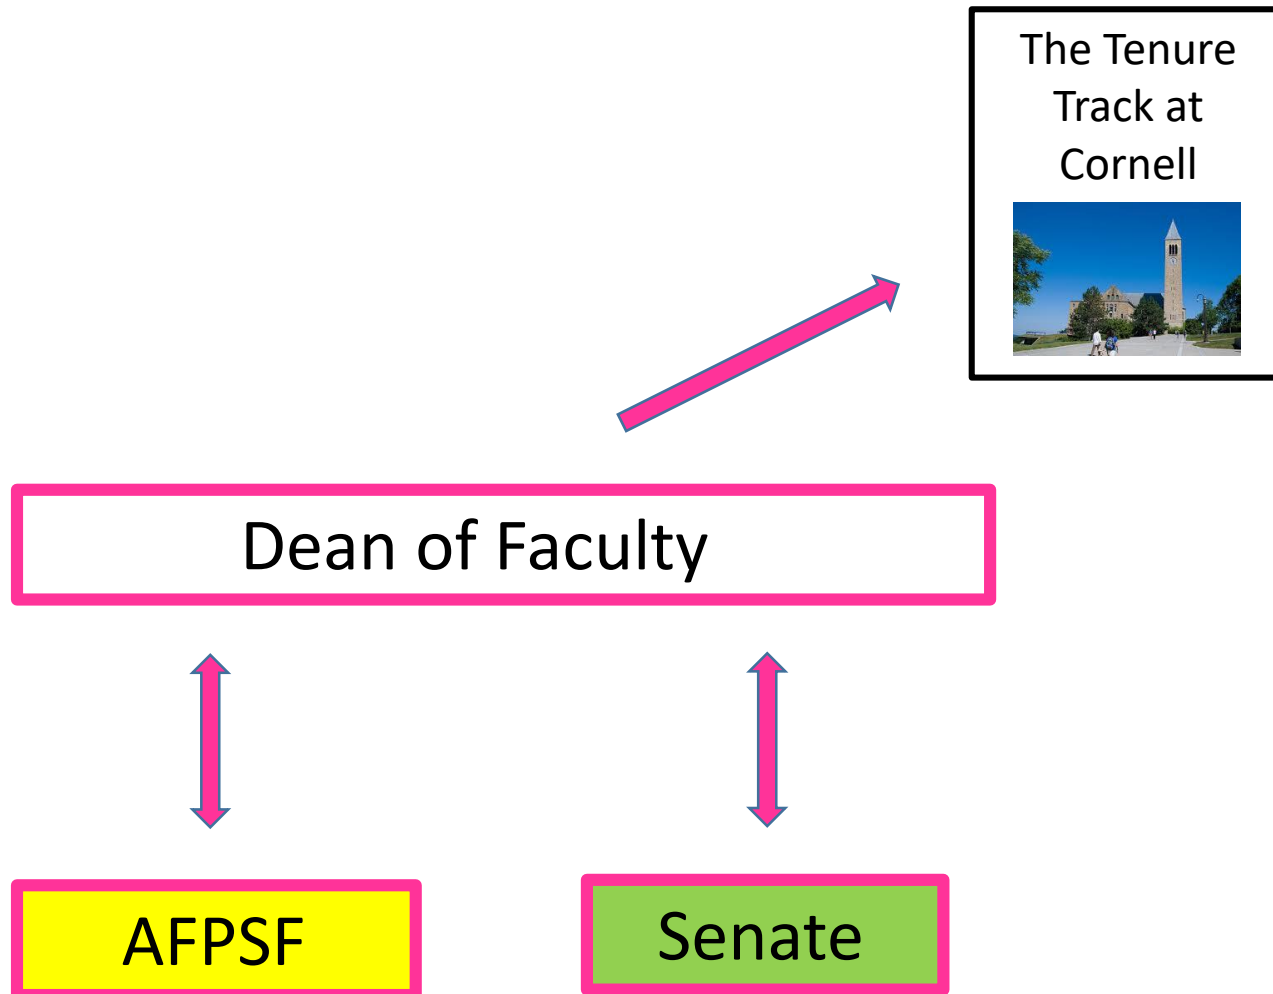 The Tenure
Track at
Cornell
Dean of Faculty
AFPSF
Senate